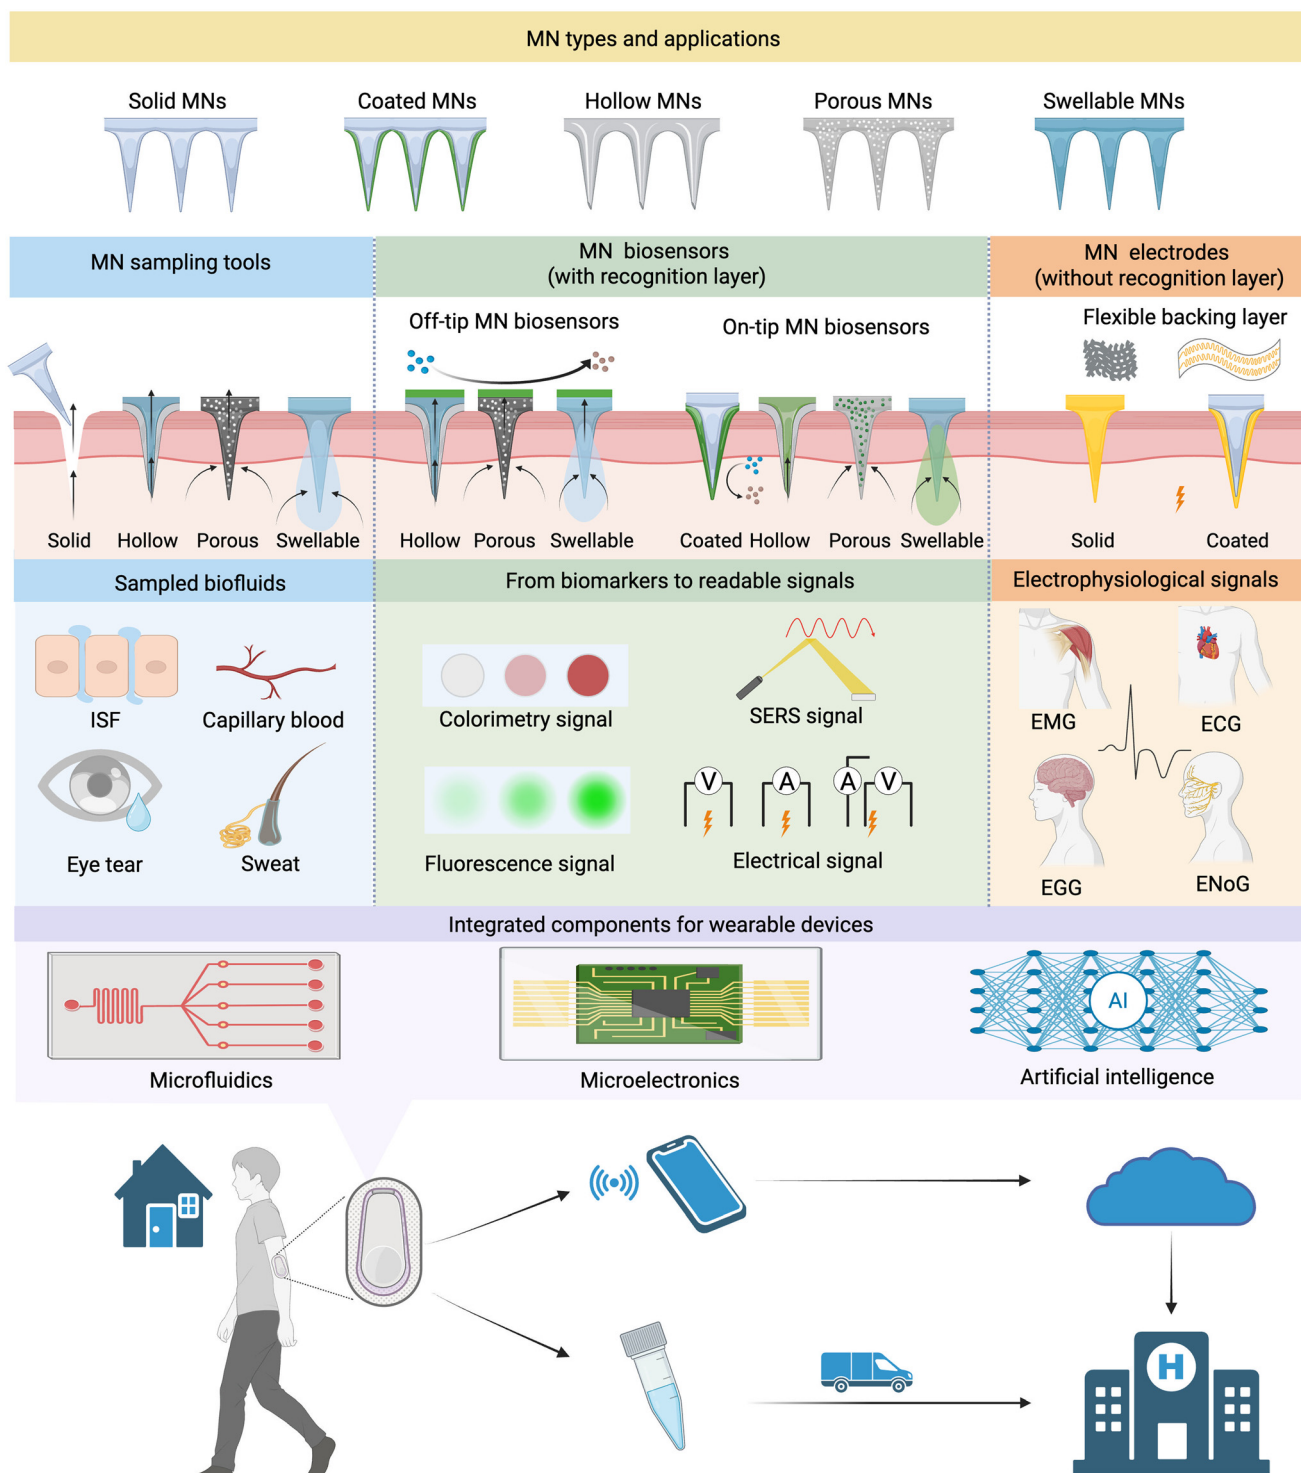 MN types and applications
Solid MNs
Coated MNs
Hollow MNs
Porous MNs
Swellable MNs
MN sampling tools
MN biosensors
(with recognition layer)
MN electrodes
(without recognition layer)
Off-tip MN biosensors
On-tip MN biosensors
Flexible backing layer
Solid
Hollow
Porous
Swellable
Hollow
Porous
Swellable
Coated
Hollow
Porous
Swellable
Solid
Coated
Sampled biofluids
From biomarkers to readable signals
Electrophysiological signals
ISF
Capillary blood
Eye tear
Sweat
Colorimetry signal
SERS signal
Fluorescence signal
V
A
A
V
Electrical signal
EMG
ECG
EGG
ENoG
Integrated components for wearable devices
Microfluidics
Microelectronics
AI
Artificial intelligence
H